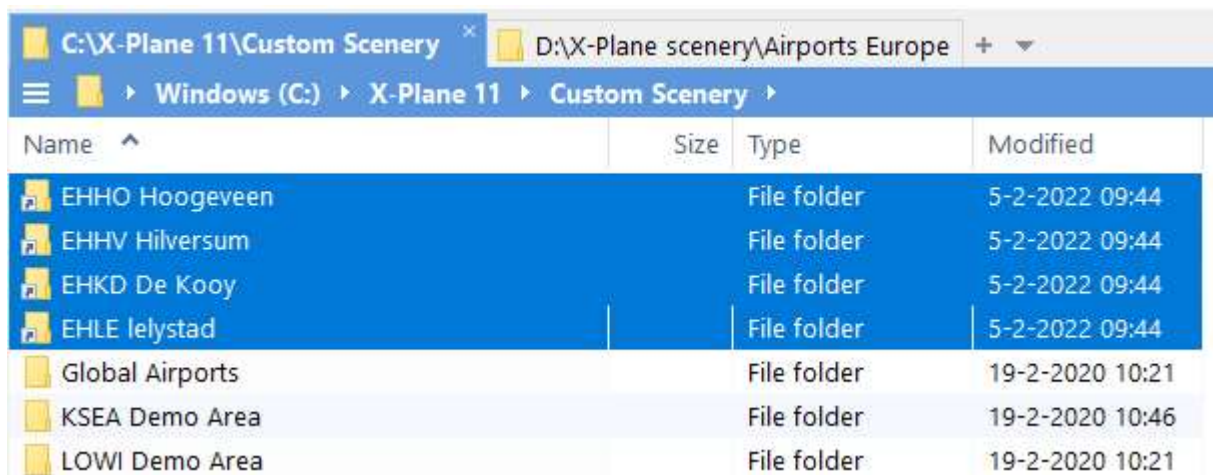 C:\X-Plane 11\Custom Scenery × D:\X-Plane scenery\Airports Europe +
Windows (C:) X-Plane 11 Custom Scenery
Name Size Type Modified
EHHO Hoogeveen File folder 5-2-2022 09:44
EHHV Hilversum File folder 5-2-2022 09:44
EHKD De Kooy File folder 5-2-2022 09:44
EHLE lelystad File folder 5-2-2022 09:44
Global Airports File folder 19-2-2020 10:21
KSEA Demo Area File folder 19-2-2020 10:46
LOWI Demo Area File folder 19-2-2020 10:21